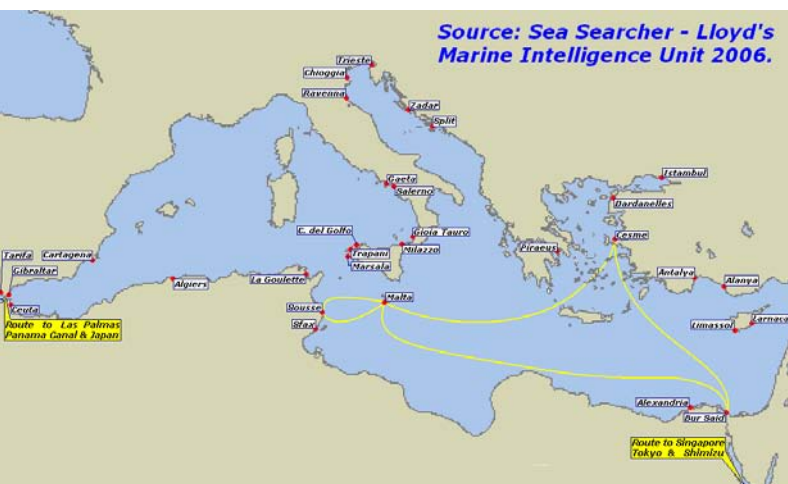 Source: Sea Searcher - Lloyd's
Marine Intelligence Unit 2006.
Trieste
Chioggia
Ravenna
Zadar
Split
Istambul
Gaeta
Salerno
Dardanelles
C. del Golfo
Gioia Tauro
Cesme
Tarifa
Cartagena
Trapani
Milazzo
Piraeus
Gibraltar
Marsala
La Goulette
Algiers
Antalya
Alanya
Ceuta
Malta
Sousse
Route to Las Palmas
Panama Canal & Japan
Sfax
Limassol
Larnaca
Alexandria
Bur Said
Route to Singapore
Tokyo & Shimizu